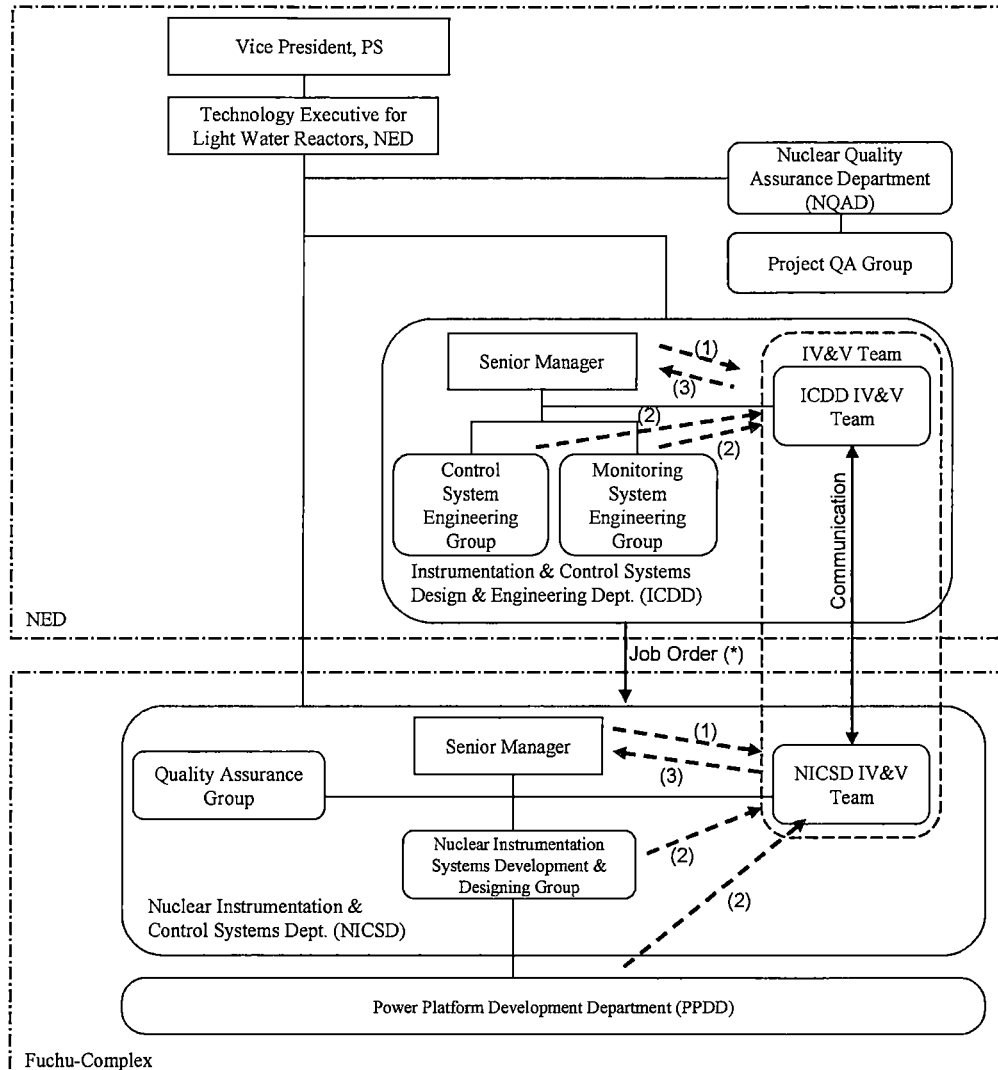 Vice President, PS
Technology Executive for
Light Water Reactors, NED
Nuclear Quality
Assurance Department
(NQAD)
Project QA Group
Senior Manager
(1)
(3)
IV&V Team
ICDD IV&V
Team
(2)
(2)
Control
System
Engineering
Group
Monitoring
System
Engineering
Group
Instrumentation & Control Systems
Design & Engineering Dept. (ICDD)
Communication
NED
Job Order (*)
Senior Manager
(1)
(3)
Quality Assurance
Group
NICSD IV&V
Team
Nuclear Instrumentation
Systems Development &
Designing Group
(2)
(2)
Nuclear Instrumentation &
Control Systems Dept. (NICSD)
Power Platform Development Department (PPDD)
Fuchu-Complex